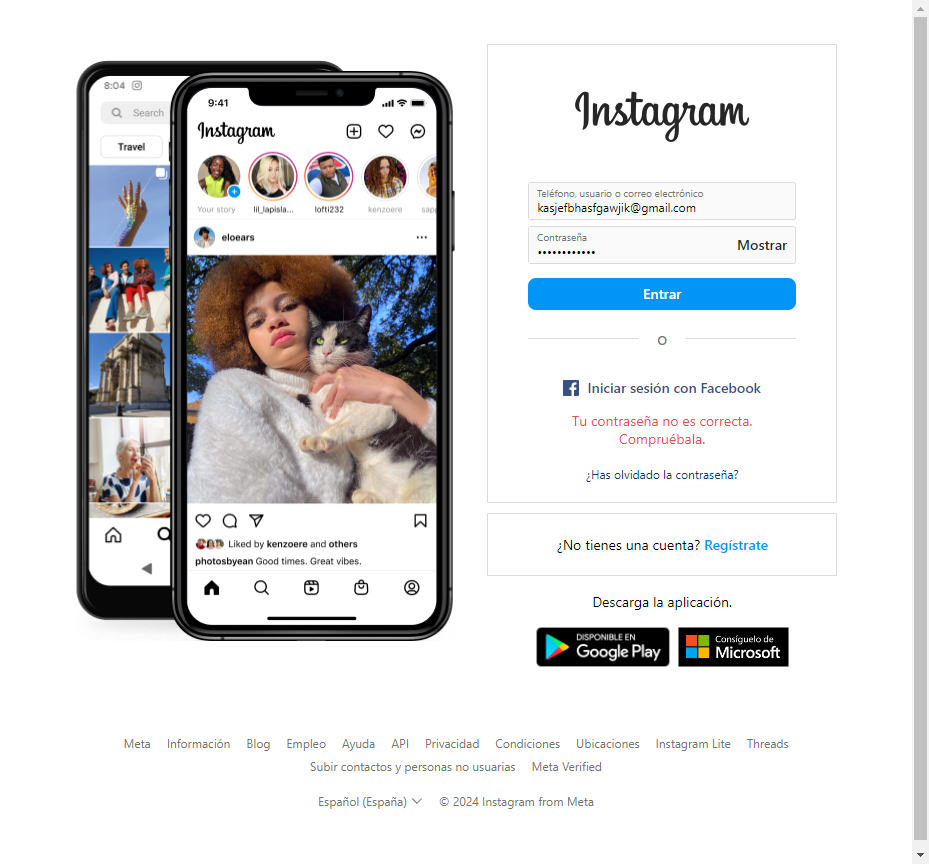 8:04
Search
Travel
9:41
Instagram
Your story
lil_lapisla...
lofti232
kenzoere
sapp
eloears
Liked by kenzoere and others
photosbyean Good times. Great vibes.
Instagram
Teléfono, usuario o correo electrónico
kasjefbhasfgawjik@gmail.com
Contraseña
••••••••••••
Mostrar
Entrar
O
Iniciar sesión con Facebook
Tu contraseña no es correcta.
Compruébala.
¿Has olvidado la contraseña?
¿No tienes una cuenta? Regístrate
Descarga la aplicación.
DISPONIBLE EN
Google Play
Consíguelo de
Microsoft
Meta Información Blog Empleo Ayuda API Privacidad Condiciones Ubicaciones Instagram Lite Threads
Subir contactos y personas no usuarias Meta Verified
Español (España) © 2024 Instagram from Meta